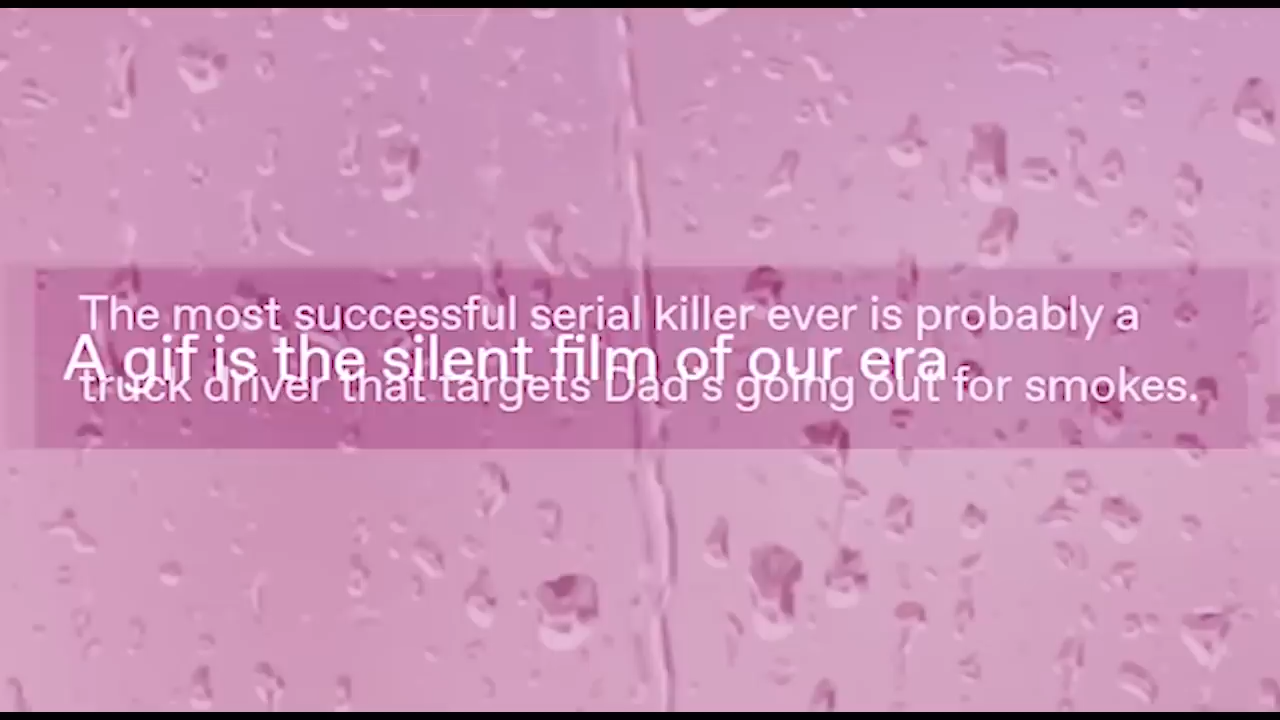 The most successful serial killer ever is probably a
A gif is the silent film of our era
truck driver that targets Dad's going out for smokes.